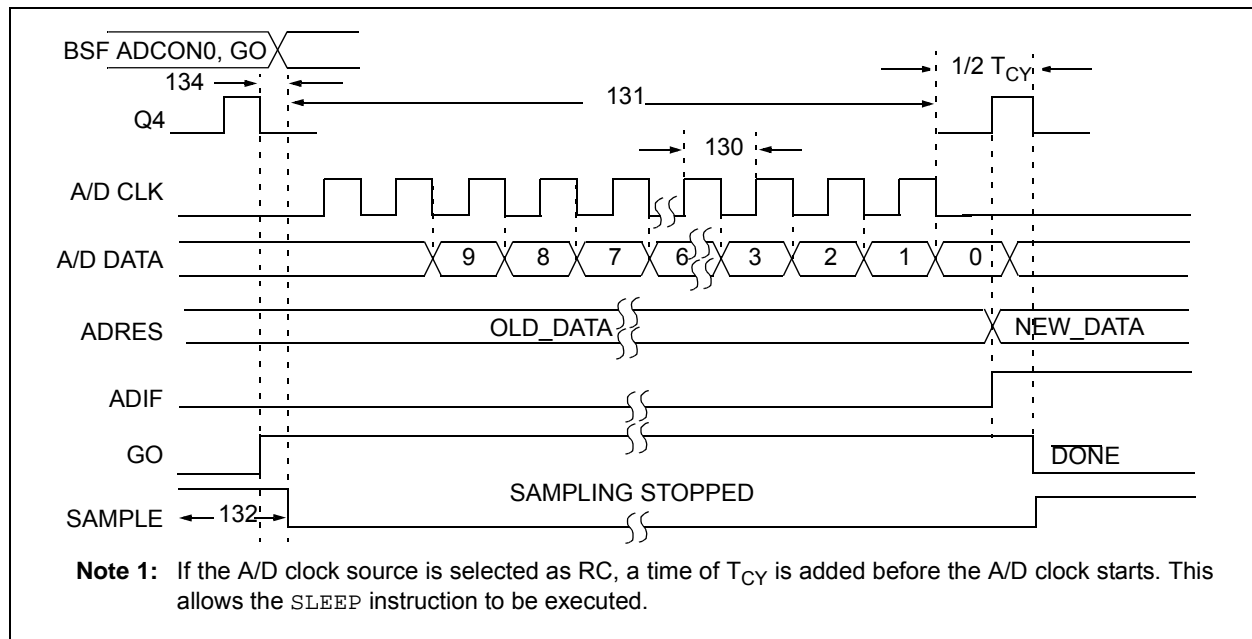 BSF ADCON0, GO
134
1/2 TCY
131
Q4
130
A/D CLK
A/D DATA 9 8 7 6 3 2 1 0
ADRES OLD_DATA NEW_DATA
ADIF
GO DONE
SAMPLING STOPPED
SAMPLE 132
Note 1: If the A/D clock source is selected as RC, a time of TCY is added before the A/D clock starts. This
allows the SLEEP instruction to be executed.